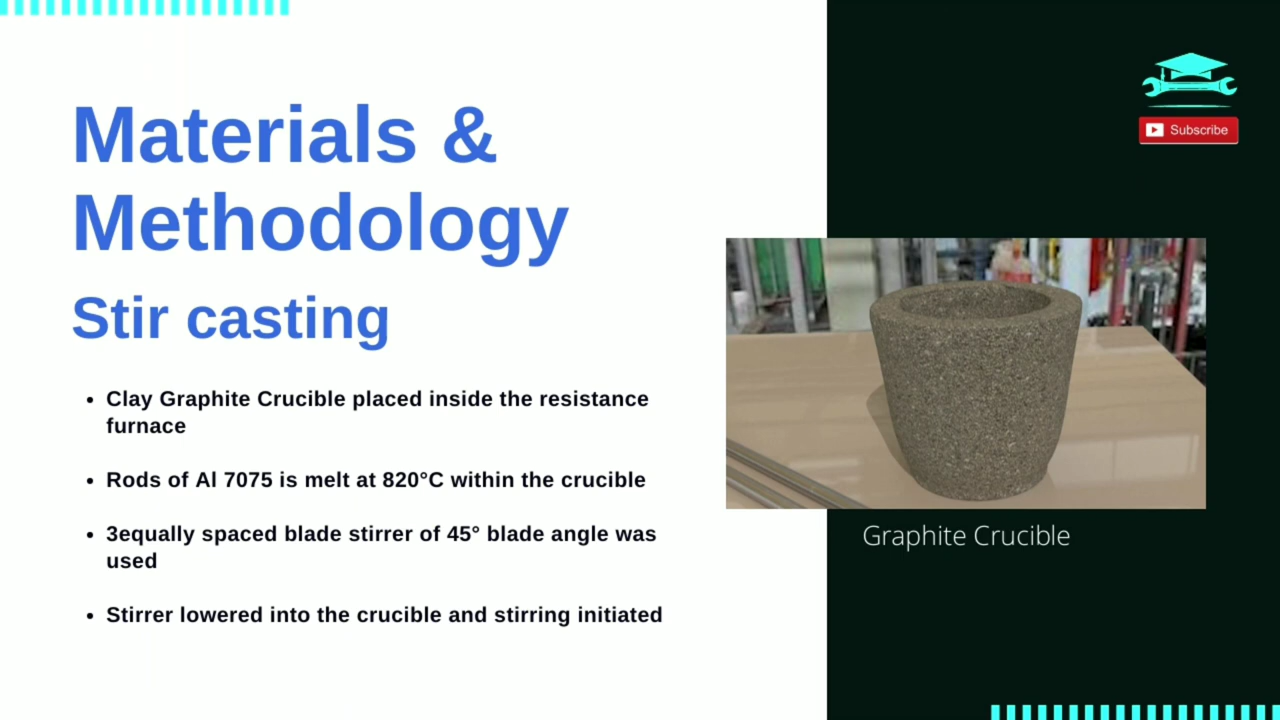 Materials &
Methodology
Stir casting
• Clay Graphite Crucible placed inside the resistance
furnace
• Rods of Al 7075 is melt at 820°C within the crucible
• 3equally spaced blade stirrer of 45° blade angle was
used
• Stirrer lowered into the crucible and stirring initiated
Subscribe
Graphite Crucible